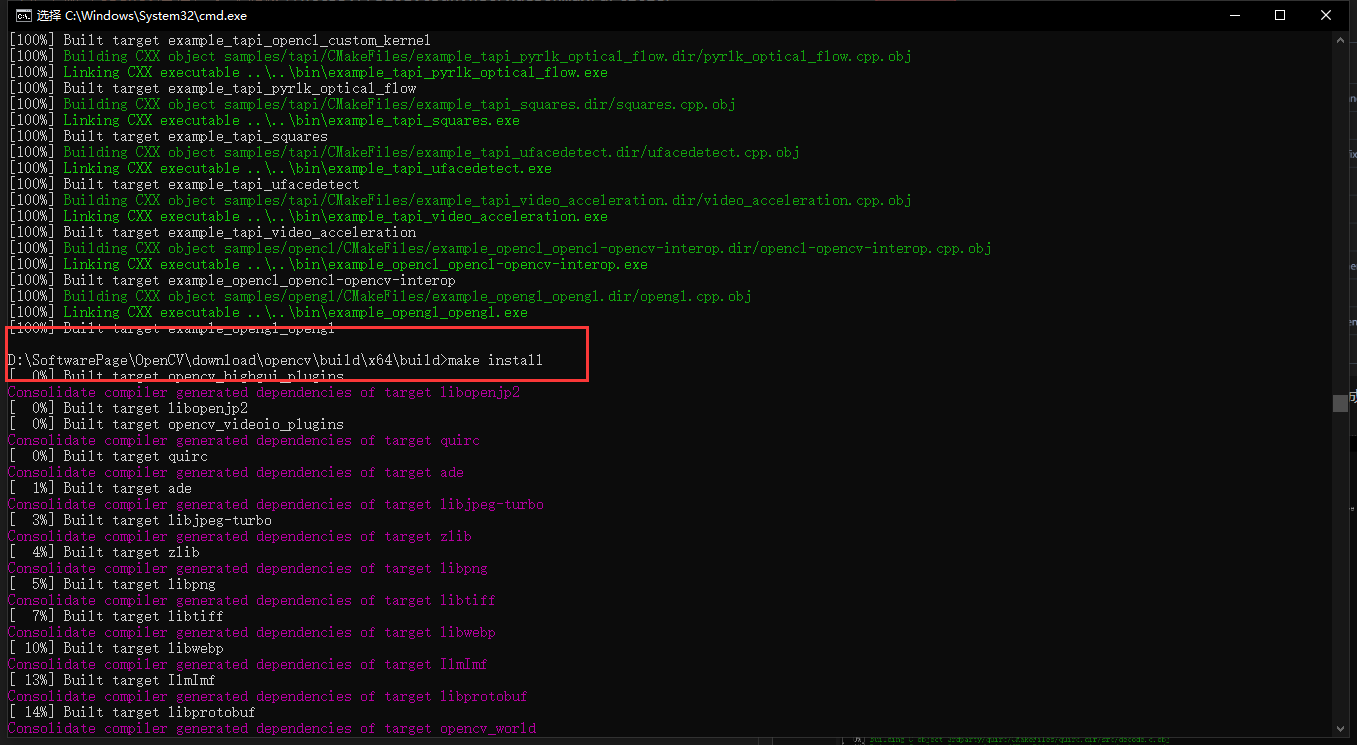 选择 C:\Windows\System32\cmd.exe
[100%] Built target example_tapi_opencl_custom_kernel
[100%] Building CXX object samples/tapi/CMakeFiles/example_tapi_pyrlk_optical_flow.dir/pyrlk_optical_flow.cpp.obj
[100%] Linking CXX executable ..\..\bin\example_tapi_pyrlk_optical_flow.exe
[100%] Built target example_tapi_pyrlk_optical_flow
[100%] Building CXX object samples/tapi/CMakeFiles/example_tapi_squares.dir/squares.cpp.obj
[100%] Linking CXX executable ..\..\bin\example_tapi_squares.exe
[100%] Built target example_tapi_squares
[100%] Building CXX object samples/tapi/CMakeFiles/example_tapi_ufacedetect.dir/ufacedetect.cpp.obj
[100%] Linking CXX executable ..\..\bin\example_tapi_ufacedetect.exe
[100%] Built target example_tapi_ufacedetect
[100%] Building CXX object samples/tapi/CMakeFiles/example_tapi_video_acceleration.dir/video_acceleration.cpp.obj
[100%] Linking CXX executable ..\..\bin\example_tapi_video_acceleration.exe
[100%] Built target example_tapi_video_acceleration
[100%] Building CXX object samples/opencl/CMakeFiles/example_opencl_opencl-opencv-interop.dir/opencl-opencv-interop.cpp.obj
[100%] Linking CXX executable ..\..\bin\example_opencl_opencl-opencv-interop.exe
[100%] Built target example_opencl_opencl-opencv-interop
[100%] Building CXX object samples/opengl/CMakeFiles/example_opengl_opengl.dir/opengl.cpp.obj
[100%] Linking CXX executable ..\..\bin\example_opengl_opengl.exe
[100%] Built target example_opengl_opengl
D:\SoftwarePage\OpenCV\download\opencv\build\x64\build>make install
[  0%] Built target opencv_highgui_plugins
Consolidate compiler generated dependencies of target libopenjp2
[  0%] Built target libopenjp2
[  0%] Built target opencv_videoio_plugins
Consolidate compiler generated dependencies of target quirc
[  0%] Built target quirc
Consolidate compiler generated dependencies of target ade
[  1%] Built target ade
Consolidate compiler generated dependencies of target libjpeg-turbo
[  3%] Built target libjpeg-turbo
Consolidate compiler generated dependencies of target zlib
[  4%] Built target zlib
Consolidate compiler generated dependencies of target libpng
[  5%] Built target libpng
Consolidate compiler generated dependencies of target libtiff
[  7%] Built target libtiff
Consolidate compiler generated dependencies of target libwebp
[ 10%] Built target libwebp
Consolidate compiler generated dependencies of target IlmImf
[ 13%] Built target IlmImf
Consolidate compiler generated dependencies of target libprotobuf
[ 14%] Built target libprotobuf
Consolidate compiler generated dependencies of target opencv_world